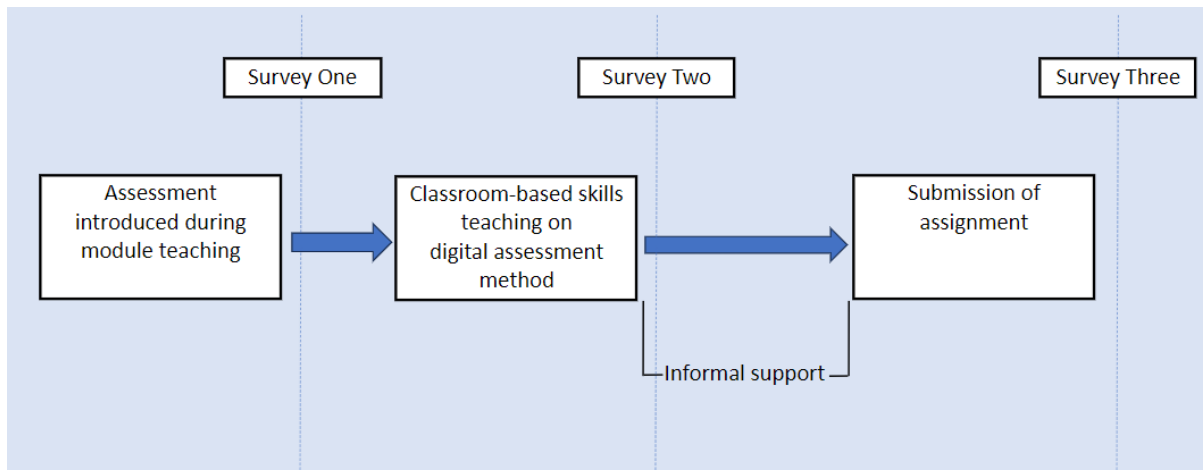 Survey One
Survey Two
Survey Three
Assessment
introduced during
module teaching
Classroom-based skills
teaching on
digital assessment
method
Submission of
assignment
Informal support